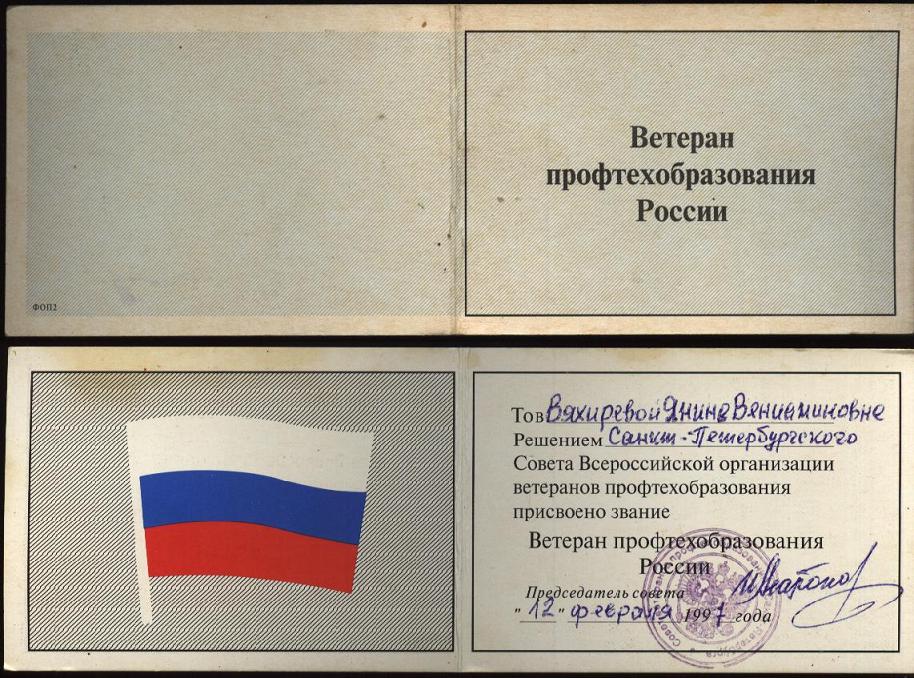 Ветеран
профтехобразования
России
ФОП2
Тов Вяхиревой Янине Вениаминовне
Решением Санкт-Петербургского
Совета Всероссийской организации
ветеранов профтехобразования
присвоено звание
Ветеран профтехобразования
России
Председатель совета
"12" февраля 1997 года